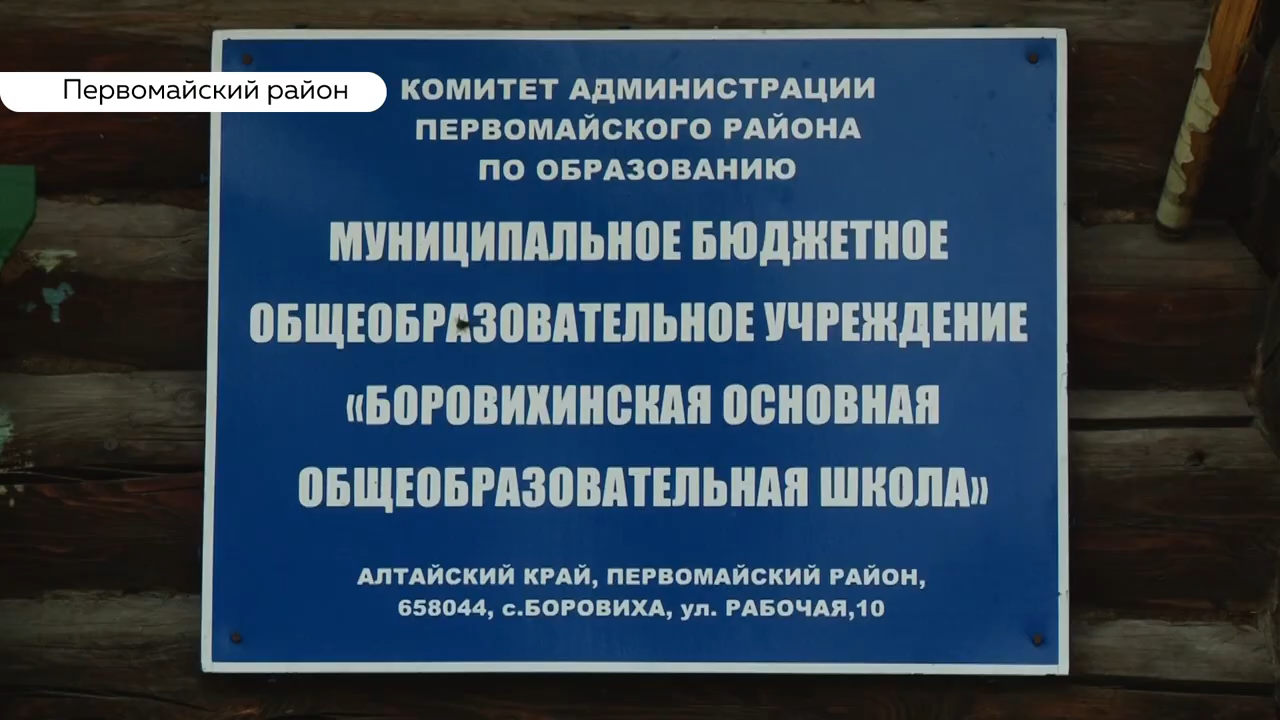 Первомайский район
КОМИТЕТ АДМИНИСТРАЦИИ
ПЕРВОМАЙСКОГО РАЙОНА
ПО ОБРАЗОВАНИЮ
МУНИЦИПАЛЬНОЕ БЮДЖЕТНОЕ
ОБЩЕОБРАЗОВАТЕЛЬНОЕ УЧРЕЖДЕНИЕ
«БОРОВИХИНСКАЯ ОСНОВНАЯ
ОБЩЕОБРАЗОВАТЕЛЬНАЯ ШКОЛА»
АЛТАЙСКИЙ КРАЙ, ПЕРВОМАЙСКИЙ РАЙОН,
658044, с.БОРОВИХА, ул. РАБОЧАЯ,10